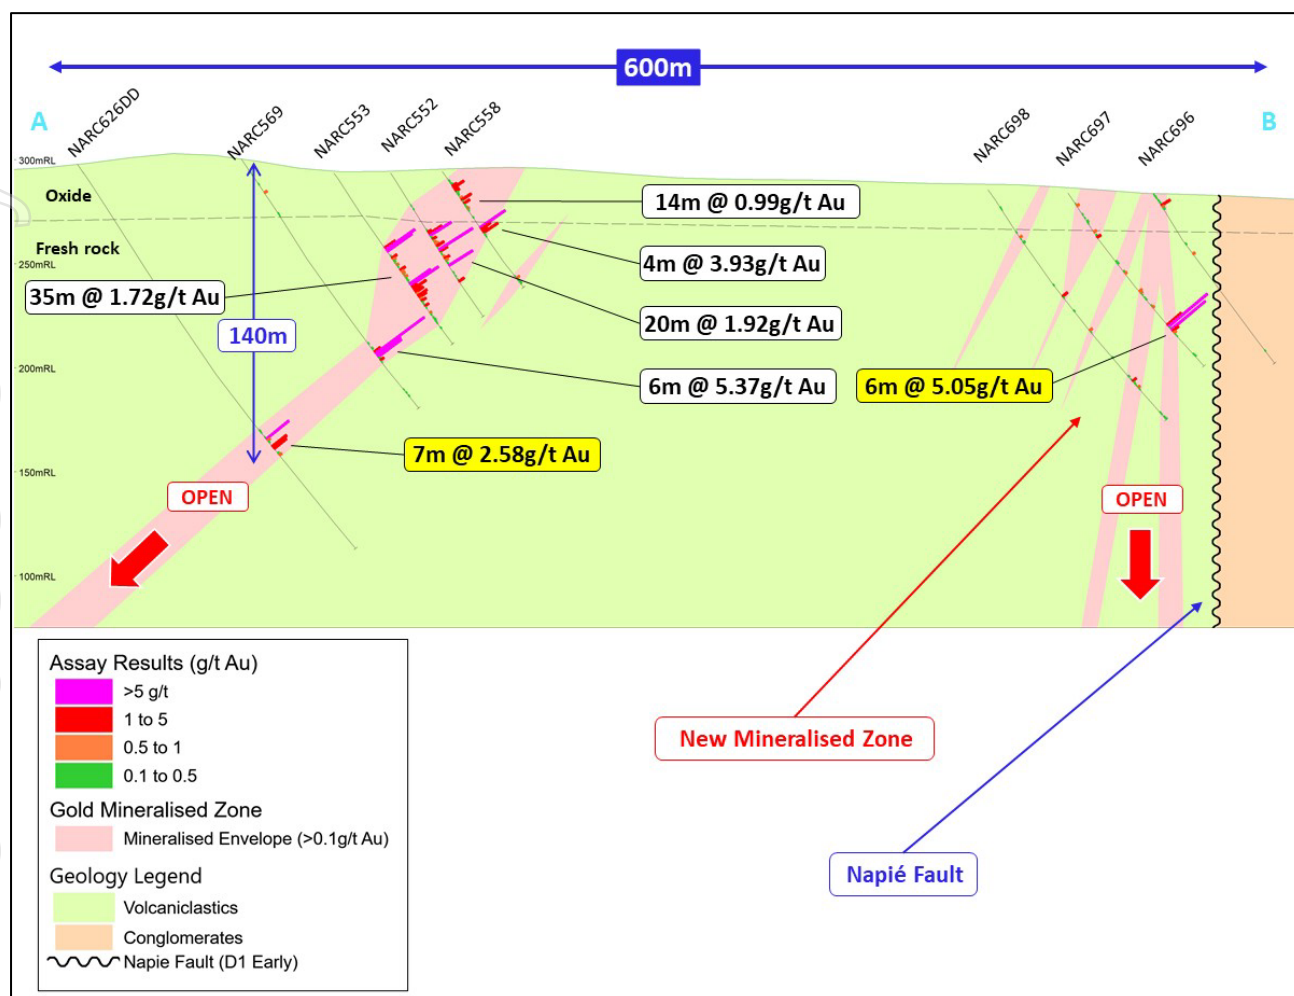 600m
A
NARC626DD
NARC569
NARC553
NARC552
NARC558
NARC698
NARC697
NARC696
B
300mRL
Oxide
14m @ 0.99g/t Au
Fresh rock
250mRL
4m @ 3.93g/t Au
35m @ 1.72g/t Au
20m @ 1.92g/t Au
140m
200mRL
6m @ 5.37g/t Au
6m @ 5.05g/t Au
7m @ 2.58g/t Au
150mRL
OPEN
OPEN
100mRL
New Mineralised Zone
Napié Fault
Assay Results (g/t Au)
>5 g/t
1 to 5
0.5 to 1
0.1 to 0.5
Gold Mineralised Zone
Mineralised Envelope (>0.1g/t Au)
Geology Legend
Volcaniclastics
Conglomerates
Napie Fault (D1 Early)